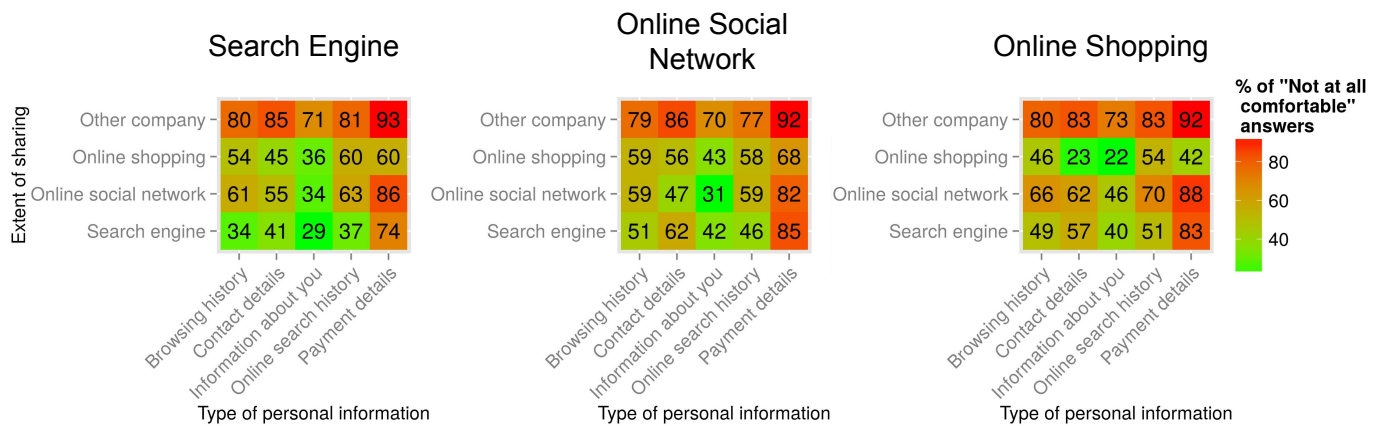 Search Engine
Online Social
Network
Online Shopping
Extent of sharing
Other company 80 85 71 81 93
Online shopping 54 45 36 60 60
Online social network 61 55 34 63 86
Search engine 34 41 29 37 74
Browsing history
Contact details
Information about you
Online search history
Payment details
Type of personal information
Other company 79 86 70 77 92
Online shopping 59 56 43 58 68
Online social network 59 47 31 59 82
Search engine 51 62 42 46 85
Browsing history
Contact details
Information about you
Online search history
Payment details
Type of personal information
Other company 80 83 73 83 92
Online shopping 46 23 22 54 42
Online social network 66 62 46 70 88
Search engine 49 57 40 51 83
Browsing history
Contact details
Information about you
Online search history
Payment details
Type of personal information
% of "Not at all
comfortable"
answers
80
60
40